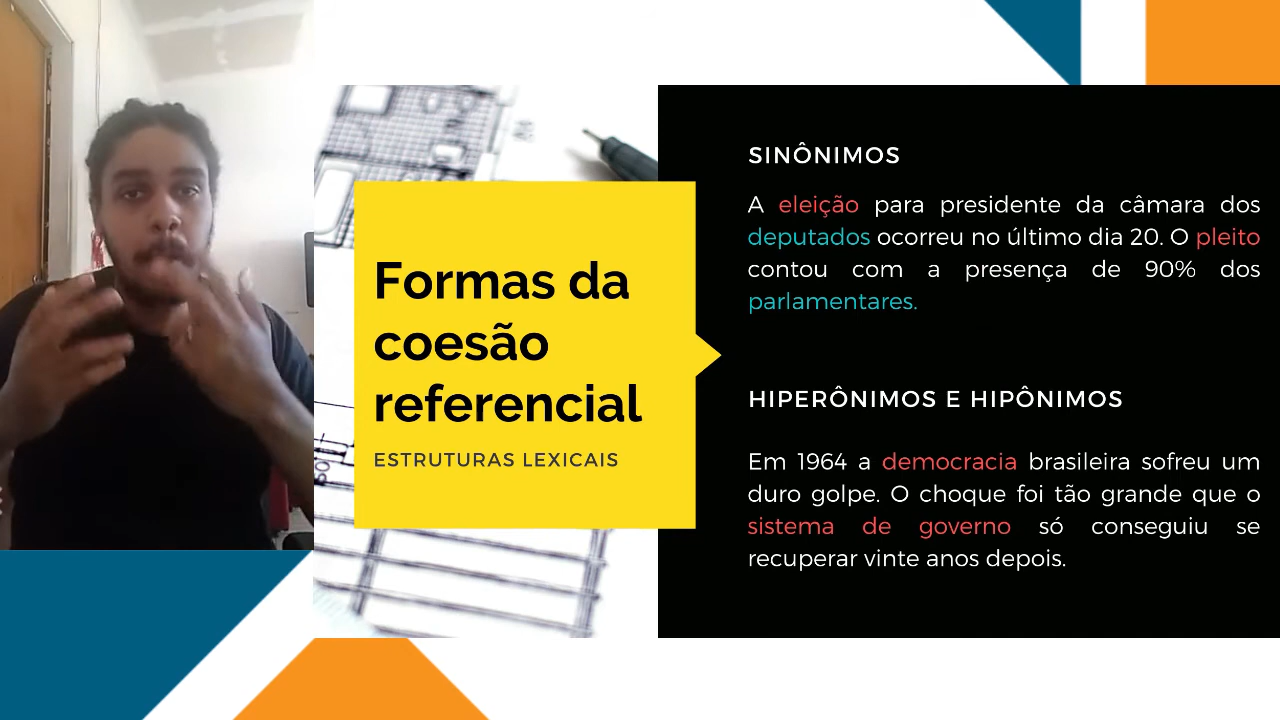 Formas da
coesão
referencial
ESTRUTURAS LEXICAIS
SINÔNIMOS
A eleição para presidente da câmara dos
deputados ocorreu no último dia 20. O pleito
contou com a presença de 90% dos
parlamentares.
HIPERÔNIMOS E HIPÔNIMOS
Em 1964 a democracia brasileira sofreu um
duro golpe. O choque foi tão grande que o
sistema de governo só conseguiu se
recuperar vinte anos depois.